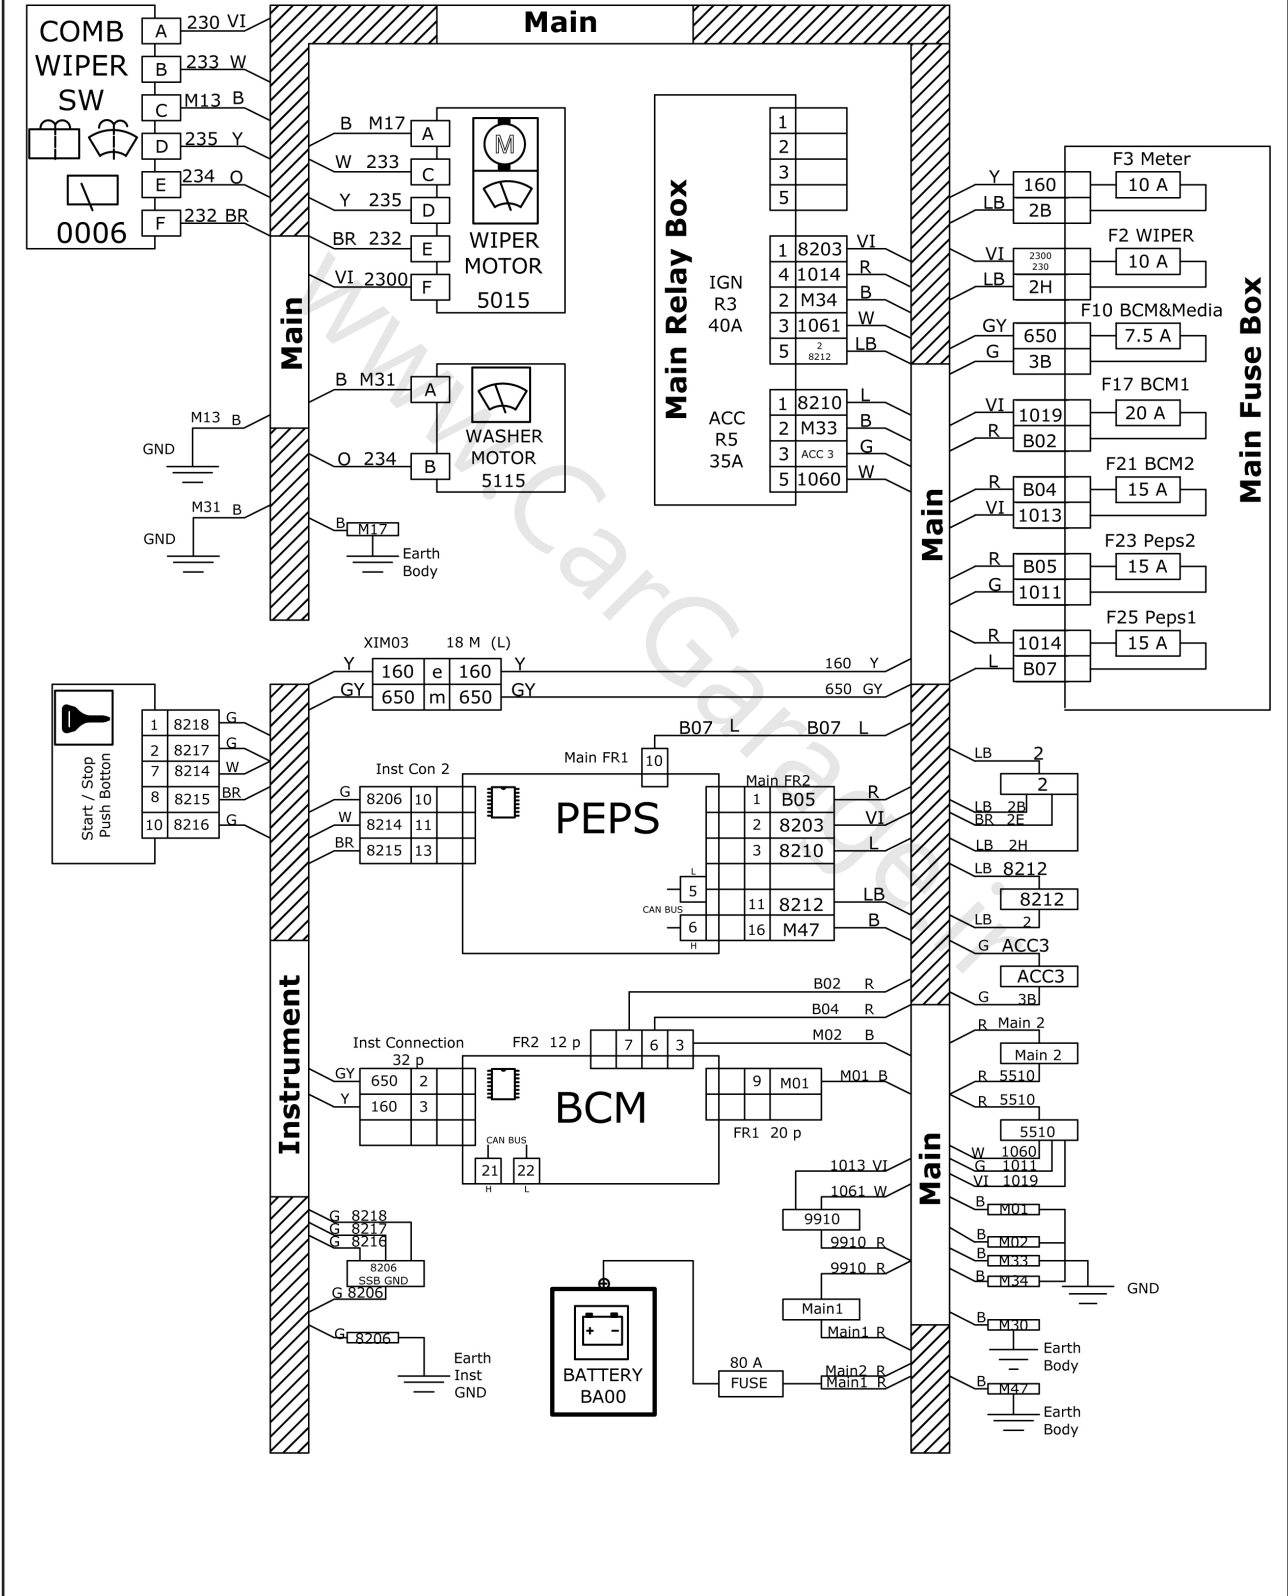 Main
COMB
WIPER
SW
0006
A 230 VI
B 233 W
C M13 B
D 235 Y
E 234 O
F 232 BR
Main
B M17 A
W 233 C
Y 235 D
BR 232 E
VI 2300 F
M
WIPER
MOTOR
5015
B M31 A
O 234 B
WASHER
MOTOR
5115
M13 B
GND
M31 B
GND
B M17
Earth
Body
Main Relay Box
1
2
3
5
IGN
R3
40A
1 8203 VI
4 1014 R
2 M34 B
3 1061 W
5 2 8212 LB
ACC
R5
35A
1 8210 L
2 M33 B
3 ACC 3 G
5 1060 W
Main
Main Fuse Box
F3 Meter
Y 160 10 A
LB 2B
F2 WIPER
VI 2300 230 10 A
LB 2H
F10 BCM&Media
GY 650 7.5 A
G 3B
F17 BCM1
VI 1019 20 A
R B02
F21 BCM2
R B04 15 A
VI 1013
F23 Peps2
R B05 15 A
G 1011
F25 Peps1
R 1014 15 A
L B07
XIM03 18 M (L)
Y 160 e 160 Y 160 Y
GY 650 m 650 GY 650 GY
Start / Stop
Push Botton
1 8218 G
2 8217 G
7 8214 W
8 8215 BR
10 8216 G
B07 L B07 L
Main FR1 10
Inst Con 2
G 8206 10
W 8214 11
BR 8215 13
PEPS
Main FR2
1 B05 R
2 8203 VI
3 8210 L
11 8212 LB
16 M47 B
L
5
CAN BUS
6
H
Instrument
B02 R
B04 R
M02 B
FR2 12 p 7 6 3
Inst Connection
32 p
GY 650 2
Y 160 3
BCM
9 M01 M01 B
FR1 20 p
CAN BUS
21 22
H L
LB 2
2
LB 2B
BR 2E
LB 2H
LB 8212
8212
LB 2
G ACC3
ACC3
G 3B
R Main 2
Main 2
R 5510
R 5510
5510
W 1060
G 1011
VI 1019
B M01
B M02
B M33
B M34
GND
B M30
Earth
Body
B M47
Earth
Body
Main
1013 VI
1061 W
9910
9910 R
9910 R
Main1
Main1 R
Main2 R
Main1 R
80 A
FUSE
+ -
BATTERY
BA00
G 8218
G 8217
G 8216
8206
SSB GND
G 8206
G 8206
Earth
Inst
GND
www.CarGarage.ir